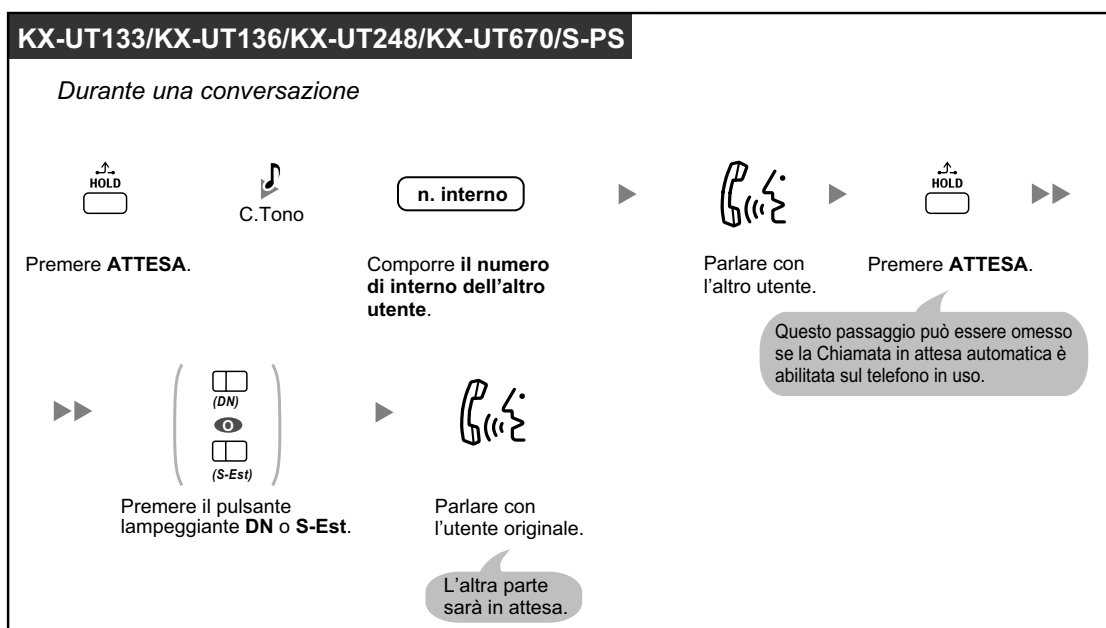 KX-UT133/KX-UT136/KX-UT248/KX-UT670/S-PS
Durante una conversazione
HOLD
C.Tono
n. interno
HOLD
Premere ATTESA.
Comporre il numero
di interno dell'altro
utente.
Parlare con
l'altro utente.
Premere ATTESA.
Questo passaggio può essere omesso
se la Chiamata in attesa automatica è
abilitata sul telefono in uso.
(DN)
O
(S-Est)
Premere il pulsante
lampeggiante DN o S-Est.
Parlare con
l'utente originale.
L'altra parte
sarà in attesa.